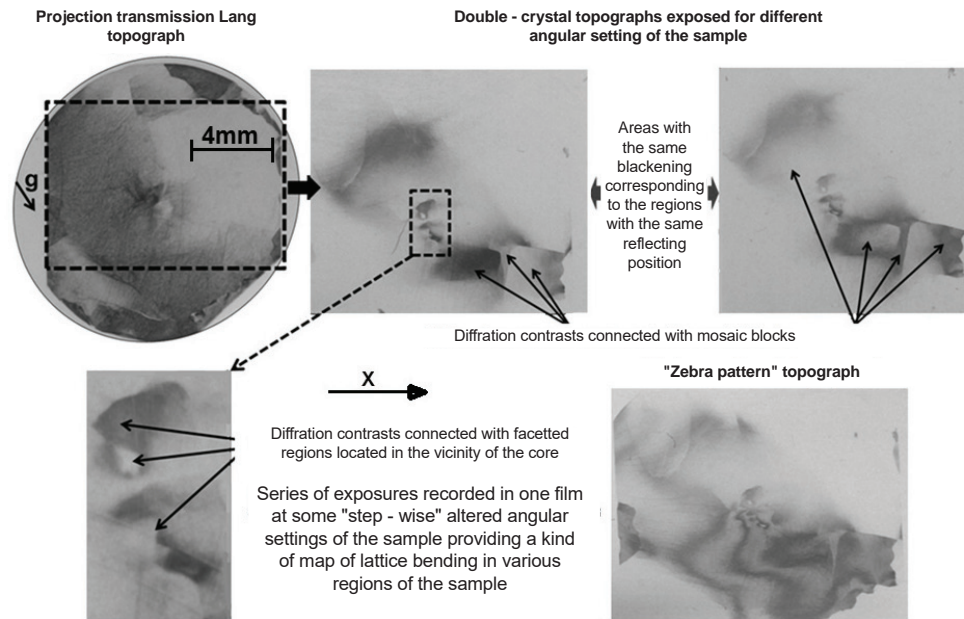 Projection transmission Lang
topograph
Double - crystal topographs exposed for different
angular setting of the sample
4mm
g
Areas with
the same
blackening
corresponding
to the regions
with the same
reflecting
position
Diffration contrasts connected with mosaic blocks
X
"Zebra pattern" topograph
Diffration contrasts connected with facetted
regions located in the vicinity of the core
Series of exposures recorded in one film
at some "step - wise" altered angular
settings of the sample providing a kind
of map of lattice bending in various
regions of the sample